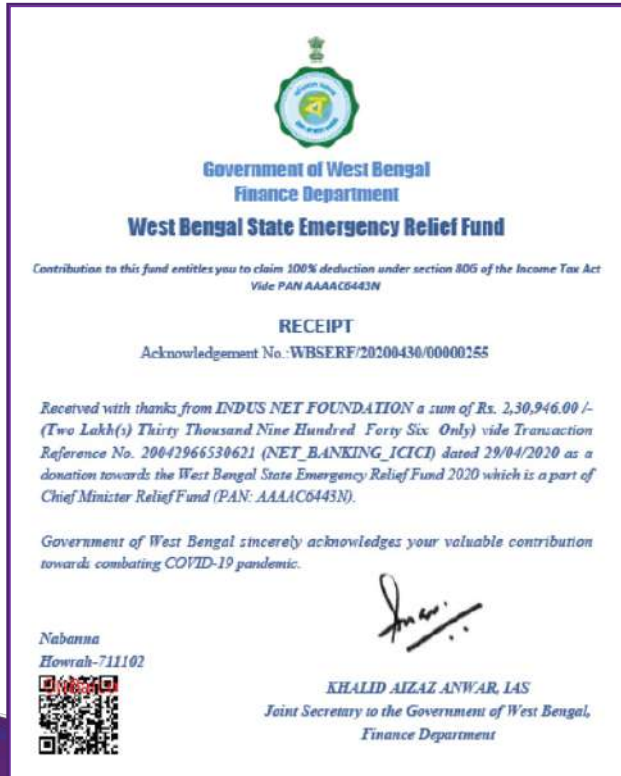 Government of West Bengal
Finance Department
West Bengal State Emergency Relief Fund
Contribution to this fund entitles you to claim 100% deduction under section 80G of the Income Tax Act
Vide PAN AAAAC6443N
RECEIPT
Acknowledgement No.:WBSERF/20200430/00000255
Received with thanks from INDUS NET FOUNDATION a sum of Rs. 2,30,946.00 /-
(Two Lakh(s) Thirty Thousand Nine Hundred Forty Six Only) vide Transaction
Reference No. 20042966530621 (NET_BANKING_ICICI) dated 29/04/2020 as a
donation towards the West Bengal State Emergency Relief Fund 2020 which is a part of
Chief Minister Relief Fund (PAN: AAAAC6443N).
Government of West Bengal sincerely acknowledges your valuable contribution
towards combating COVID-19 pandemic.
Nabanna
Howrah-711102
KHALID AIZAZ ANWAR, IAS
Joint Secretary to the Government of West Bengal,
Finance Department